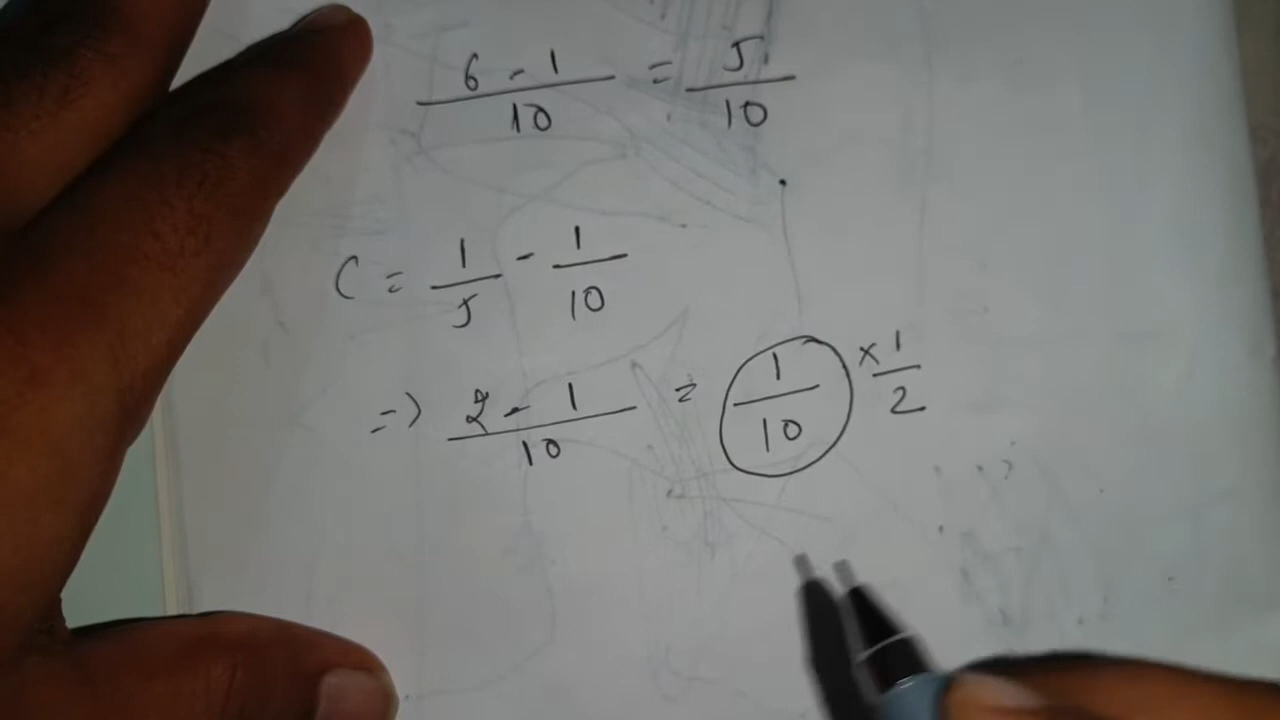 6 - 1 / 10 = 5 / 10
C = 1/5 - 1/10
=> 2 - 1 / 10 = 1/10 × 1/2